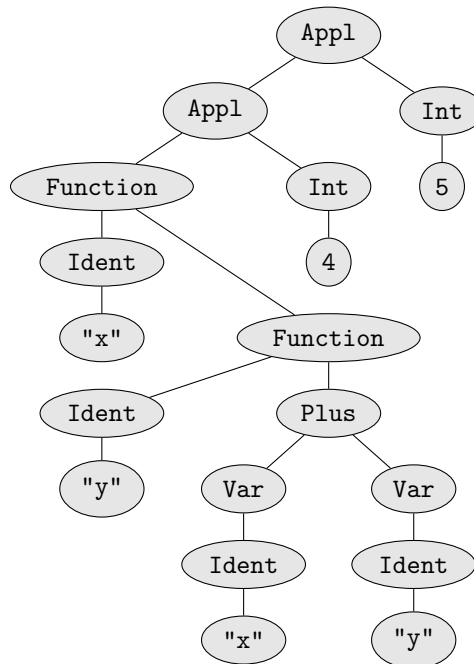 Appl
Appl
Int
Function
Int
5
Ident
4
"x"
Function
Ident
Plus
"y"
Var
Var
Ident
Ident
"x"
"y"